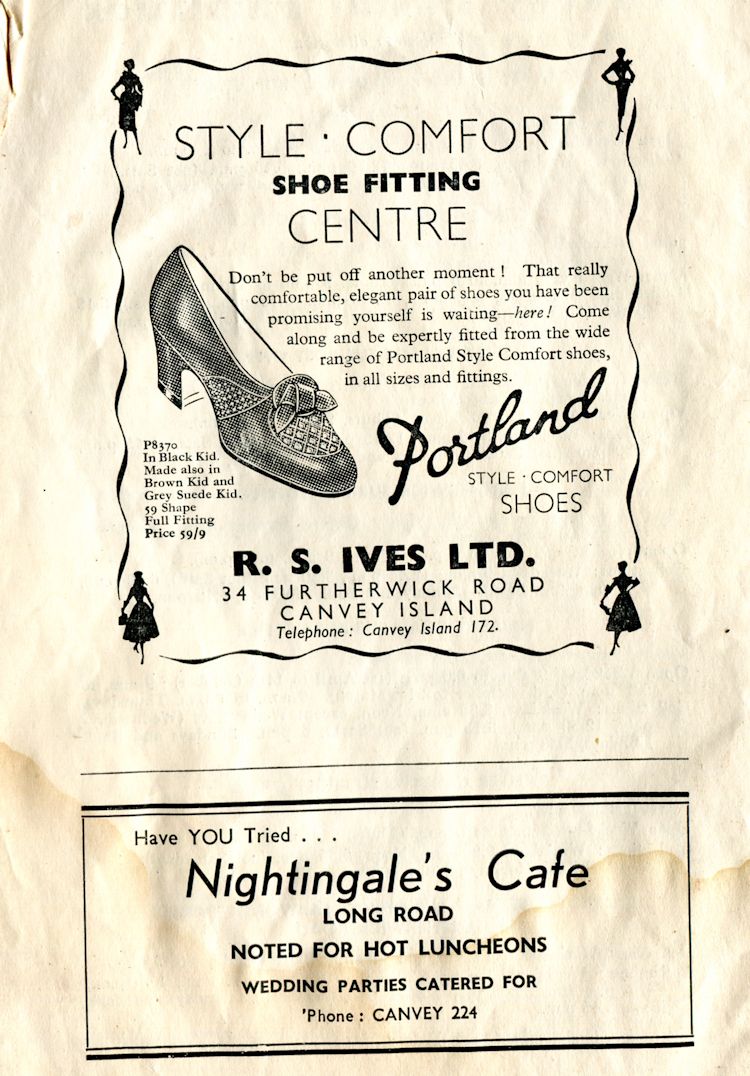 STYLE · COMFORT
SHOE FITTING
CENTRE
Don't be put off another moment! That really
comfortable, elegant pair of shoes you have been
promising yourself is waiting—here! Come
along and be expertly fitted from the wide
range of Portland Style Comfort shoes,
in all sizes and fittings.
P8370
In Black Kid.
Made also in
Brown Kid and
Grey Suede Kid.
59 Shape
Full Fitting
Price 59/9
Portland
STYLE · COMFORT
SHOES
R. S. IVES LTD.
34 FURTHERWICK ROAD
CANVEY ISLAND
Telephone: Canvey Island 172.
Have YOU Tried . . .
Nightingale's Cafe
LONG ROAD
NOTED FOR HOT LUNCHEONS
WEDDING PARTIES CATERED FOR
'Phone: CANVEY 224